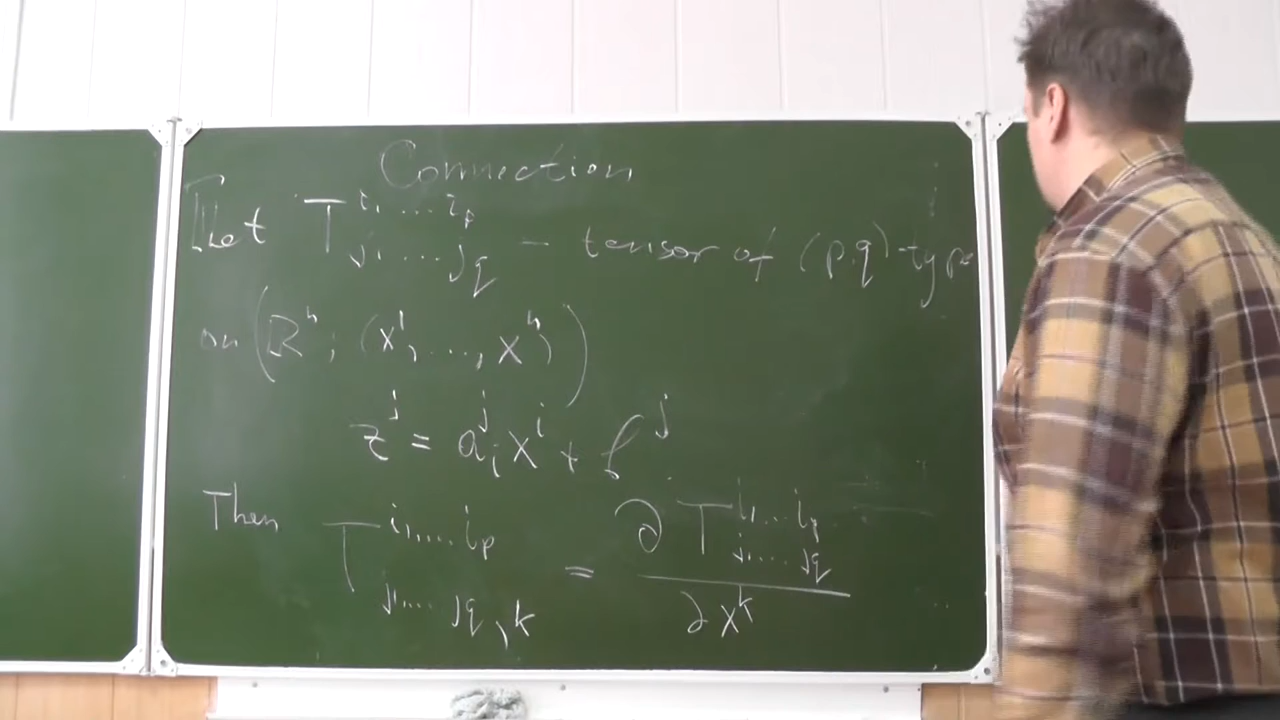 Connection
Let T^{i_1 .... i_p}_{j_1 .... j_q} – tensor of (p,q)-type
on (R^n; (x^1, ..., x^n))
z^j = a^j_i x^i + b^j
Then T^{i_1 .... i_p}_{j_1 .... j_q , k} = ∂T^{i_1 ... i_p}_{j_1 .... j_q} / ∂x^k